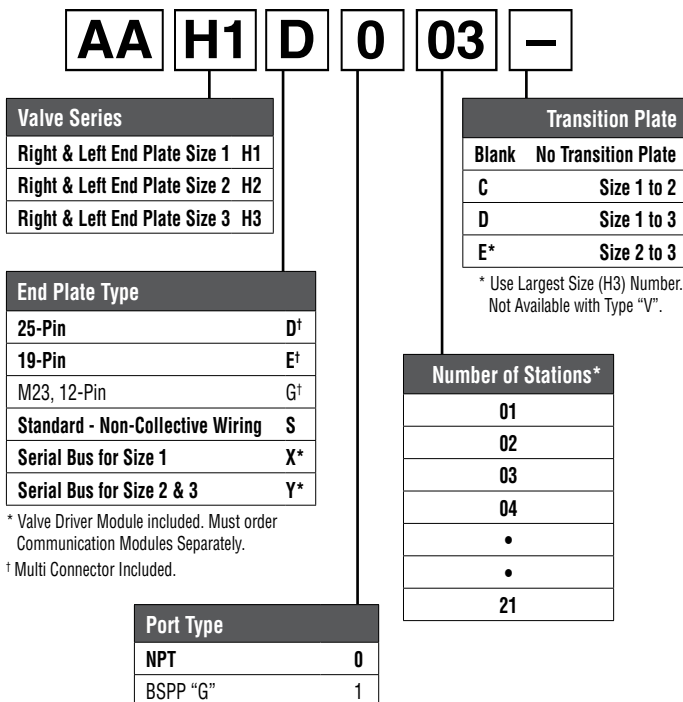 AA H1 D 0 03 –
Valve Series
Right & Left End Plate Size 1 H1
Right & Left End Plate Size 2 H2
Right & Left End Plate Size 3 H3
Transition Plate
Blank No Transition Plate
C Size 1 to 2
D Size 1 to 3
E* Size 2 to 3
* Use Largest Size (H3) Number.
Not Available with Type “V”.
End Plate Type
25-Pin D†
19-Pin E†
M23, 12-Pin G†
Standard - Non-Collective Wiring S
Serial Bus for Size 1 X*
Serial Bus for Size 2 & 3 Y*
* Valve Driver Module included. Must order
Communication Modules Separately.
† Multi Connector Included.
Number of Stations*
01
02
03
04
•
•
21
Port Type
NPT 0
BSPP “G” 1